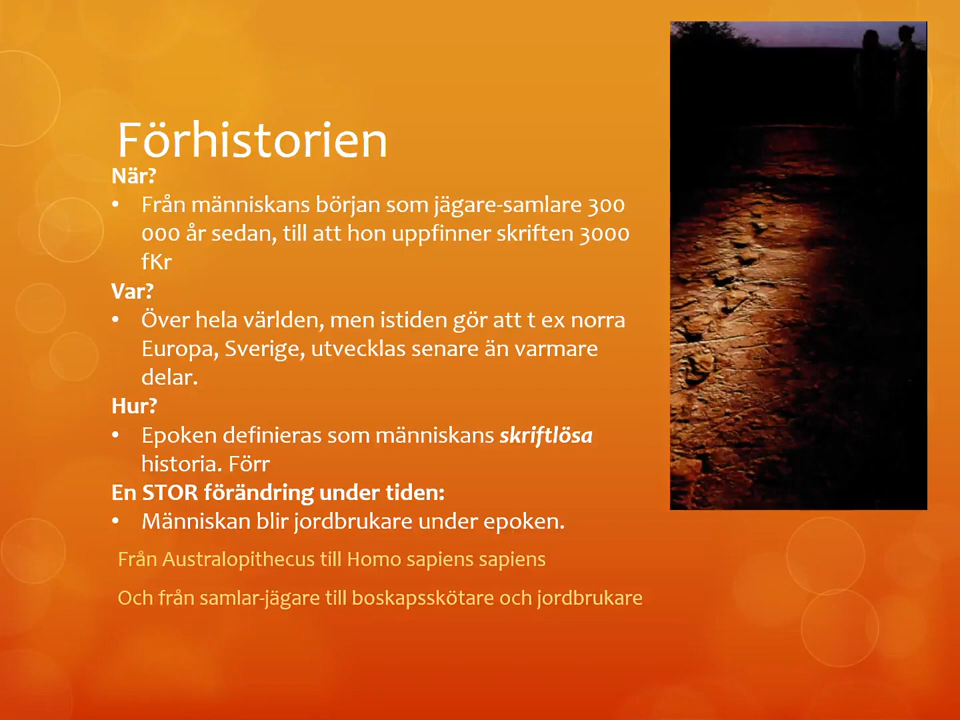 Förhistorien
När?
• Från människans början som jägare-samlare 300
000 år sedan, till att hon uppfinner skriften 3000
fKr
Var?
• Över hela världen, men istiden gör att t ex norra
Europa, Sverige, utvecklas senare än varmare
delar.
Hur?
• Epoken definieras som människans skriftlösa
historia. Förr
En STOR förändring under tiden:
• Människan blir jordbrukare under epoken.
Från Australopithecus till Homo sapiens sapiens
Och från samlar-jägare till boskapsskötare och jordbrukare